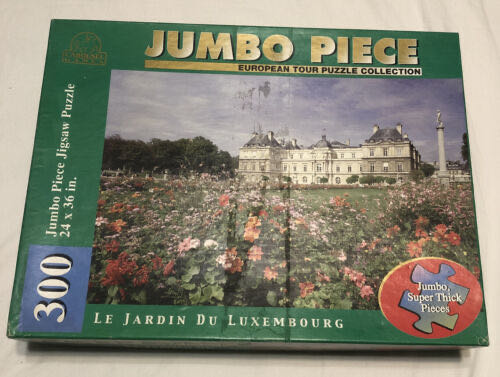 JUMBO PIECE
EUROPEAN TOUR PUZZLE COLLECTION
Jumbo Piece Jigsaw Puzzle
24 x 36 in.
300
Jumbo,
Super Thick
Pieces
LE JARDIN DU LUXEMBOURG